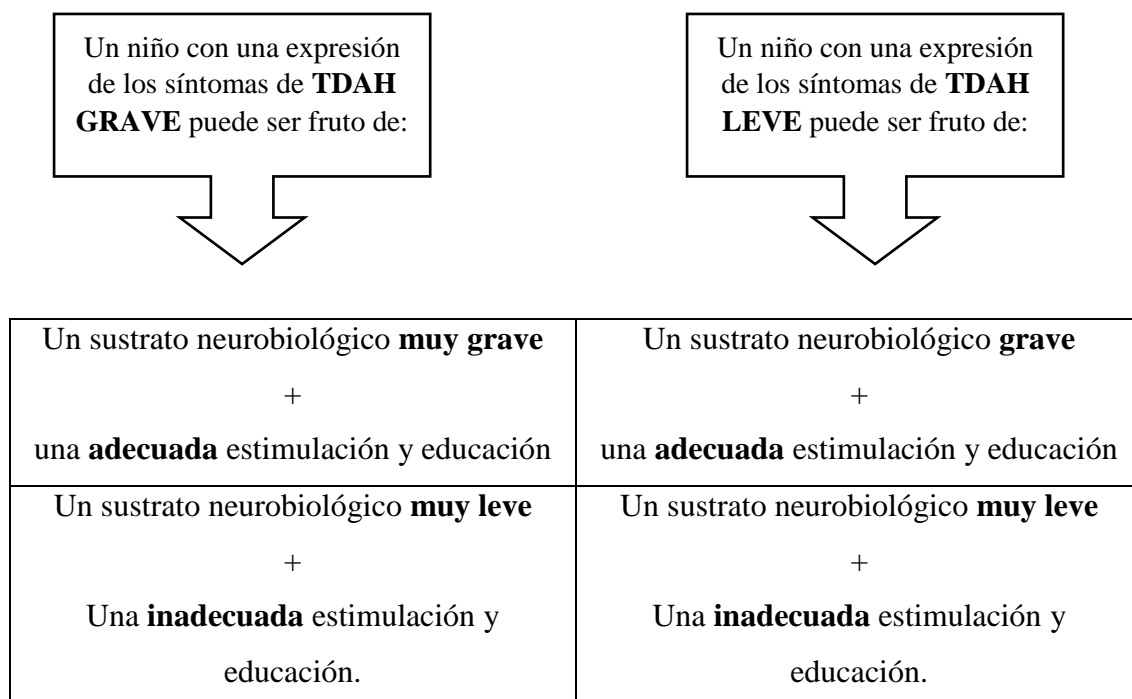 Un niño con una expresión
de los síntomas de TDAH
GRAVE puede ser fruto de:
Un niño con una expresión
de los síntomas de TDAH
LEVE puede ser fruto de:
Un sustrato neurobiológico muy grave
+
una adecuada estimulación y educación
Un sustrato neurobiológico grave
+
una adecuada estimulación y educación
Un sustrato neurobiológico muy leve
+
Una inadecuada estimulación y
educación.
Un sustrato neurobiológico muy leve
+
Una inadecuada estimulación y
educación.